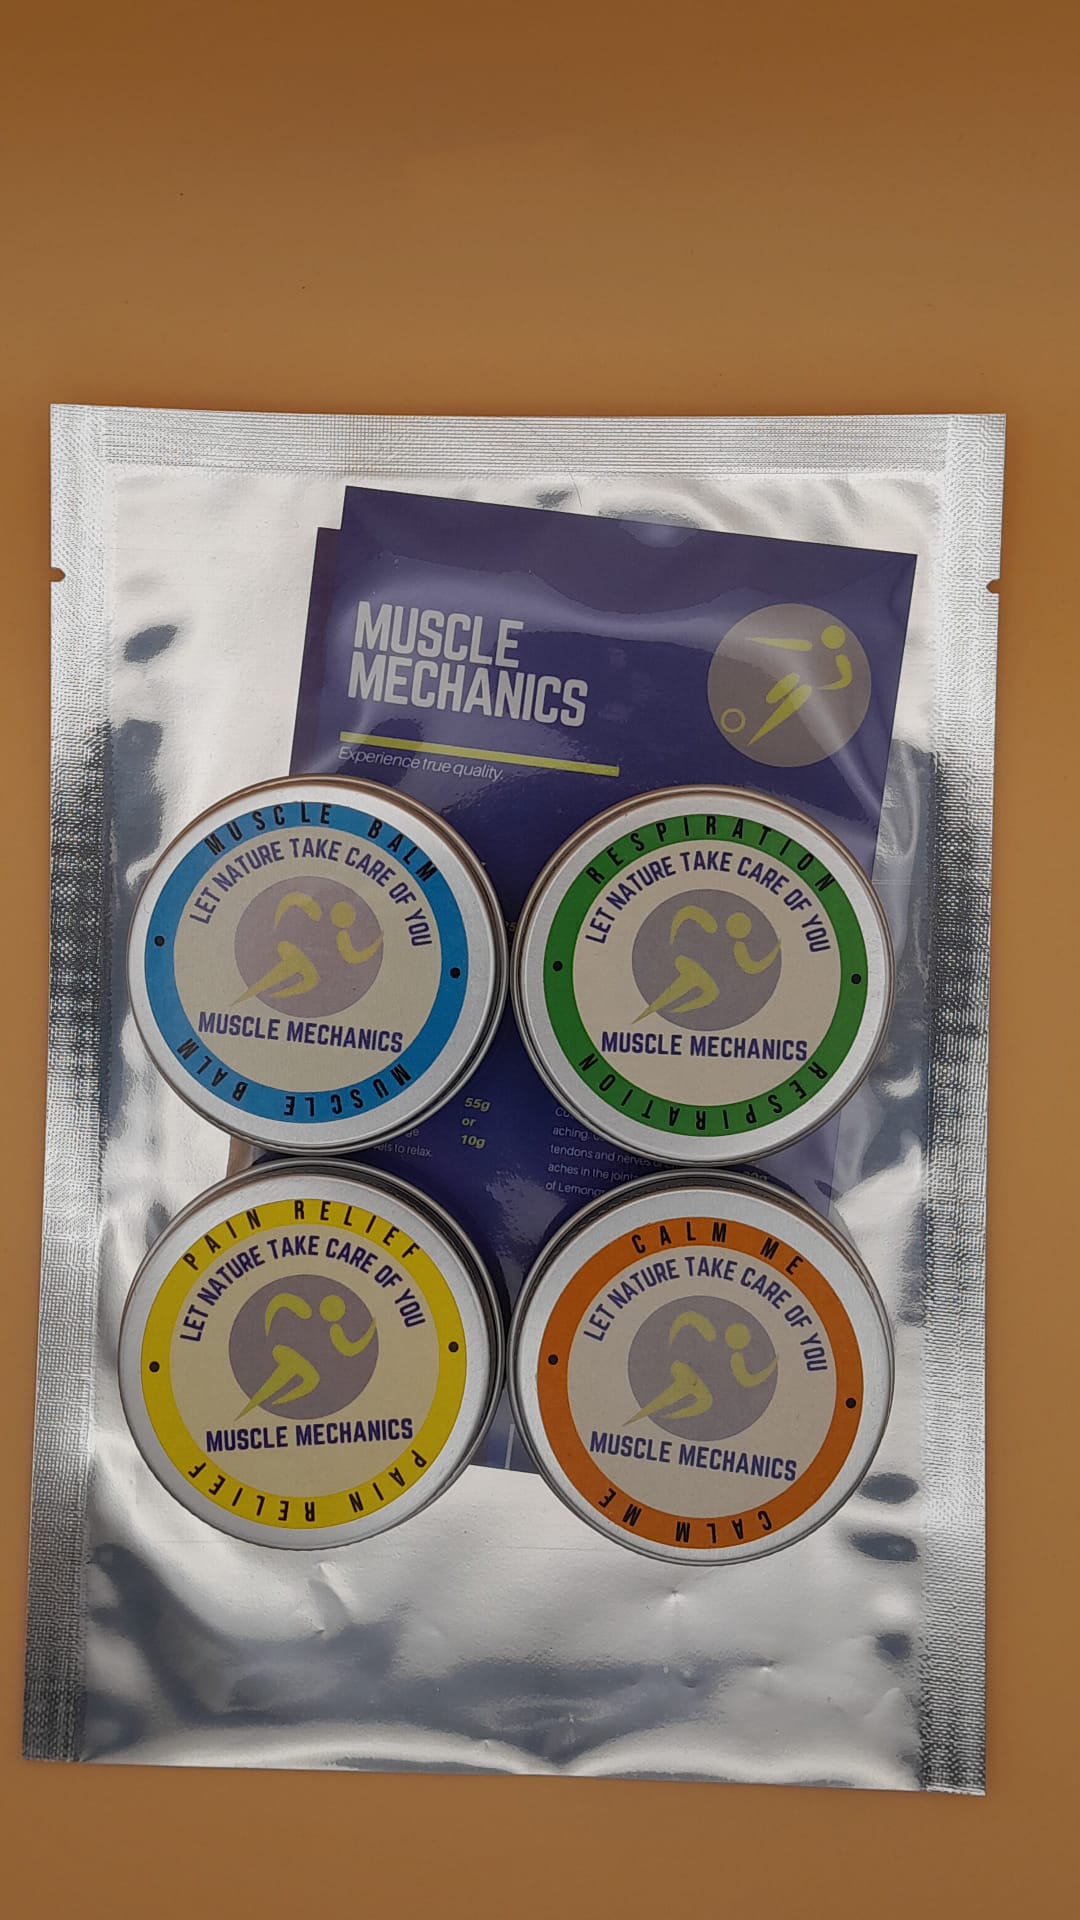 MUSCLE
MECHANICS
Experience true quality.
MUSCLE BALM
LET NATURE TAKE CARE OF YOU
MUSCLE MECHANICS
MUSCLE BALM
RESPIRATION
LET NATURE TAKE CARE OF YOU
MUSCLE MECHANICS
RESPIRATION
to relax.
55g
or
10g
aching.
tendons and nerves
aches in the
of
PAIN RELIEF
LET NATURE TAKE CARE OF YOU
MUSCLE MECHANICS
PAIN RELIEF
CALM ME
LET NATURE TAKE CARE OF YOU
MUSCLE MECHANICS
CALM ME